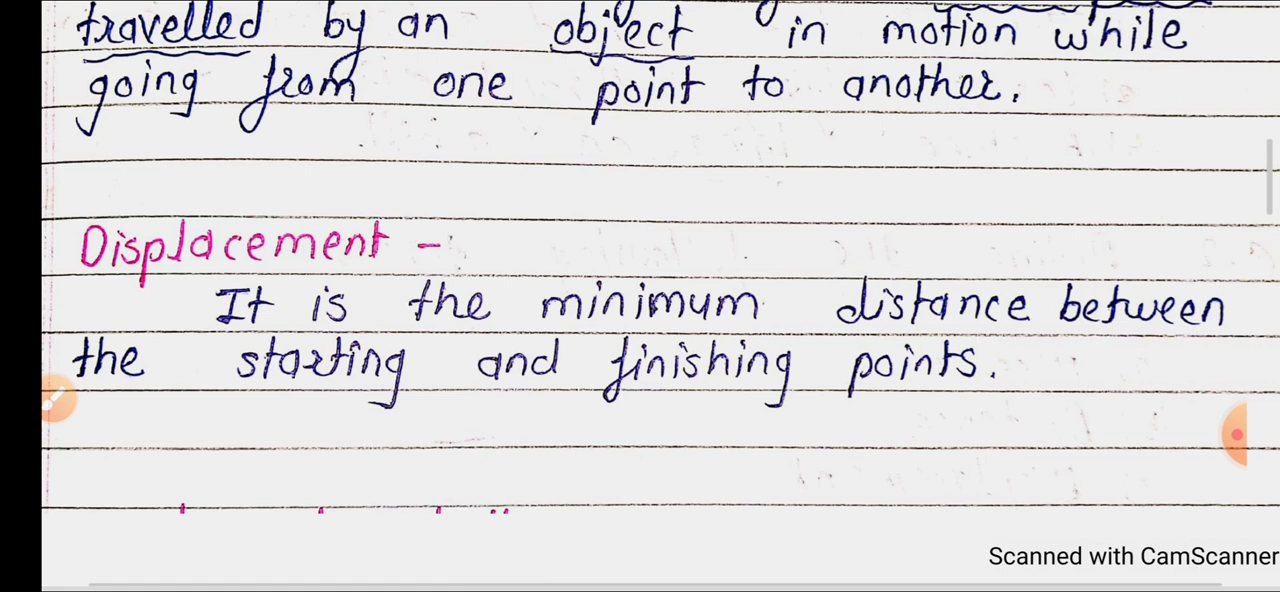 travelled by an object in motion while
going from one point to another.
Displacement -
It is the minimum distance between
the starting and finishing points.
Scanned with CamScanner